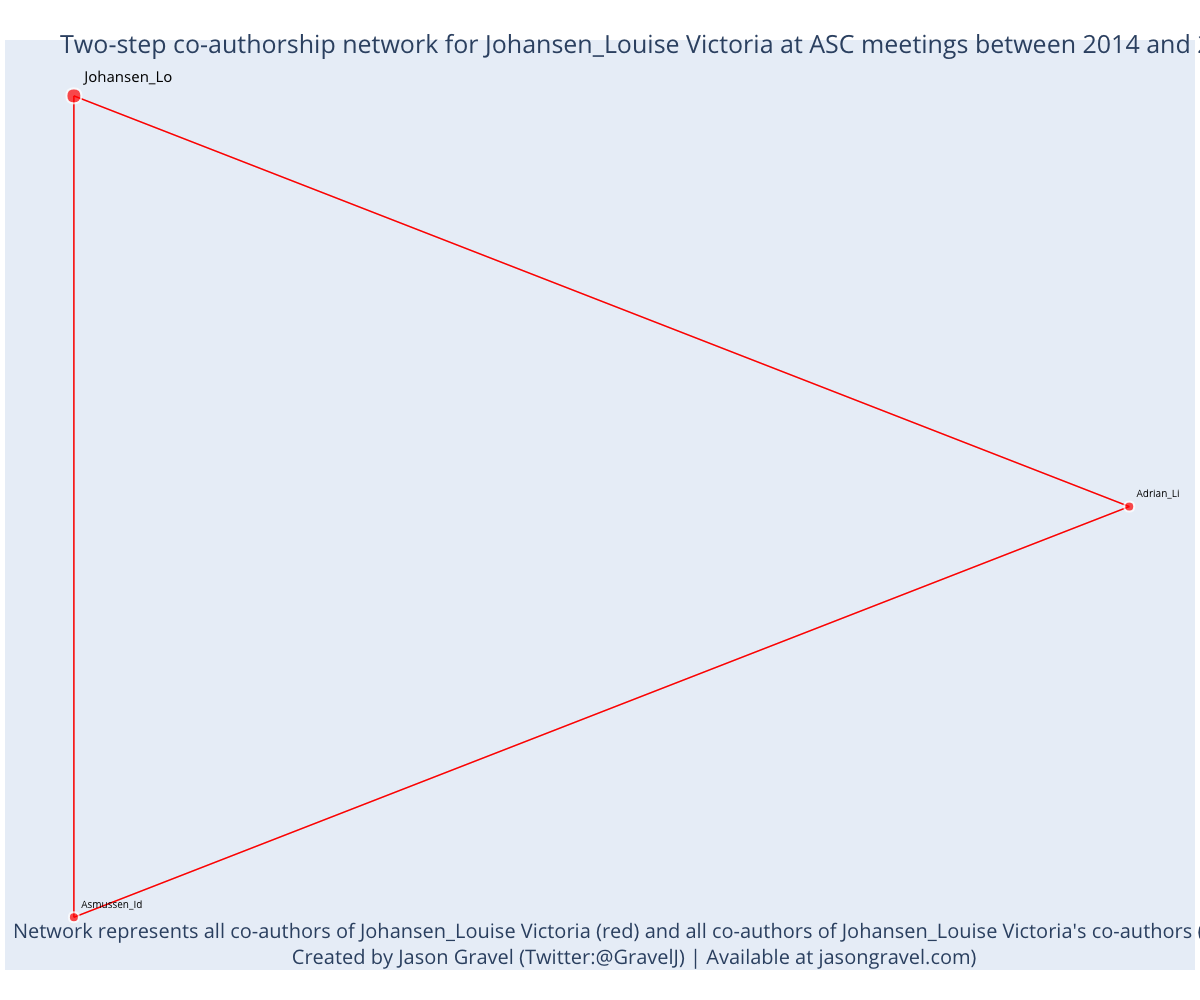 Two-step co-authorship network for Johansen_Louise Victoria at ASC meetings between 2014 and
Johansen_Lo
Adrian_Li
Asmussen_Id
Network represents all co-authors of Johansen_Louise Victoria (red) and all co-authors of Johansen_Louise Victoria's co-authors (
Created by Jason Gravel (Twitter:@GravelJ) | Available at jasongravel.com)